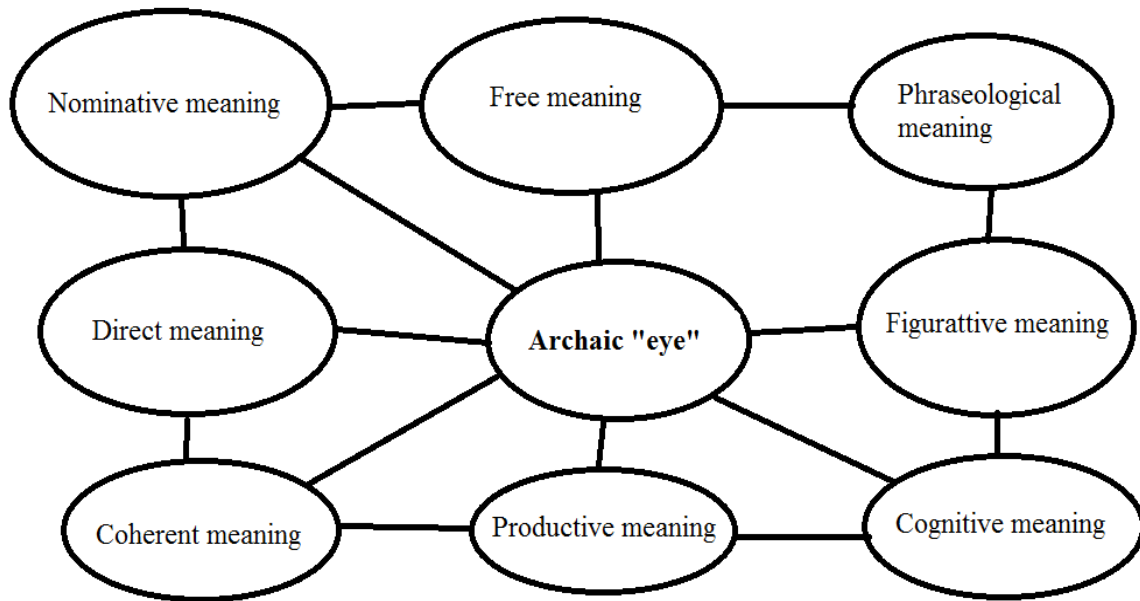 Nominative meaning
Free meaning
Phraseological
meaning
Direct meaning
Archaic "eye"
Figurattive meaning
Coherent meaning
Productive meaning
Cognitive meaning